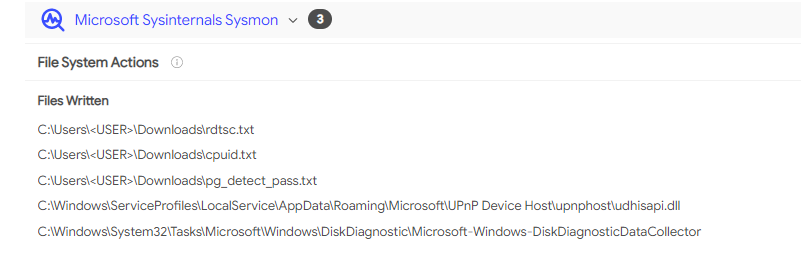 Microsoft Sysinternals Sysmon 3
File System Actions
Files Written
C:\Users\<USER>\Downloads\rdtsc.txt
C:\Users\<USER>\Downloads\cpuid.txt
C:\Users\<USER>\Downloads\pg_detect_pass.txt
C:\Windows\ServiceProfiles\LocalService\AppData\Roaming\Microsoft\UPnP Device Host\upnphost\udhisapi.dll
C:\Windows\System32\Tasks\Microsoft\Windows\DiskDiagnostic\Microsoft-Windows-DiskDiagnosticDataCollector